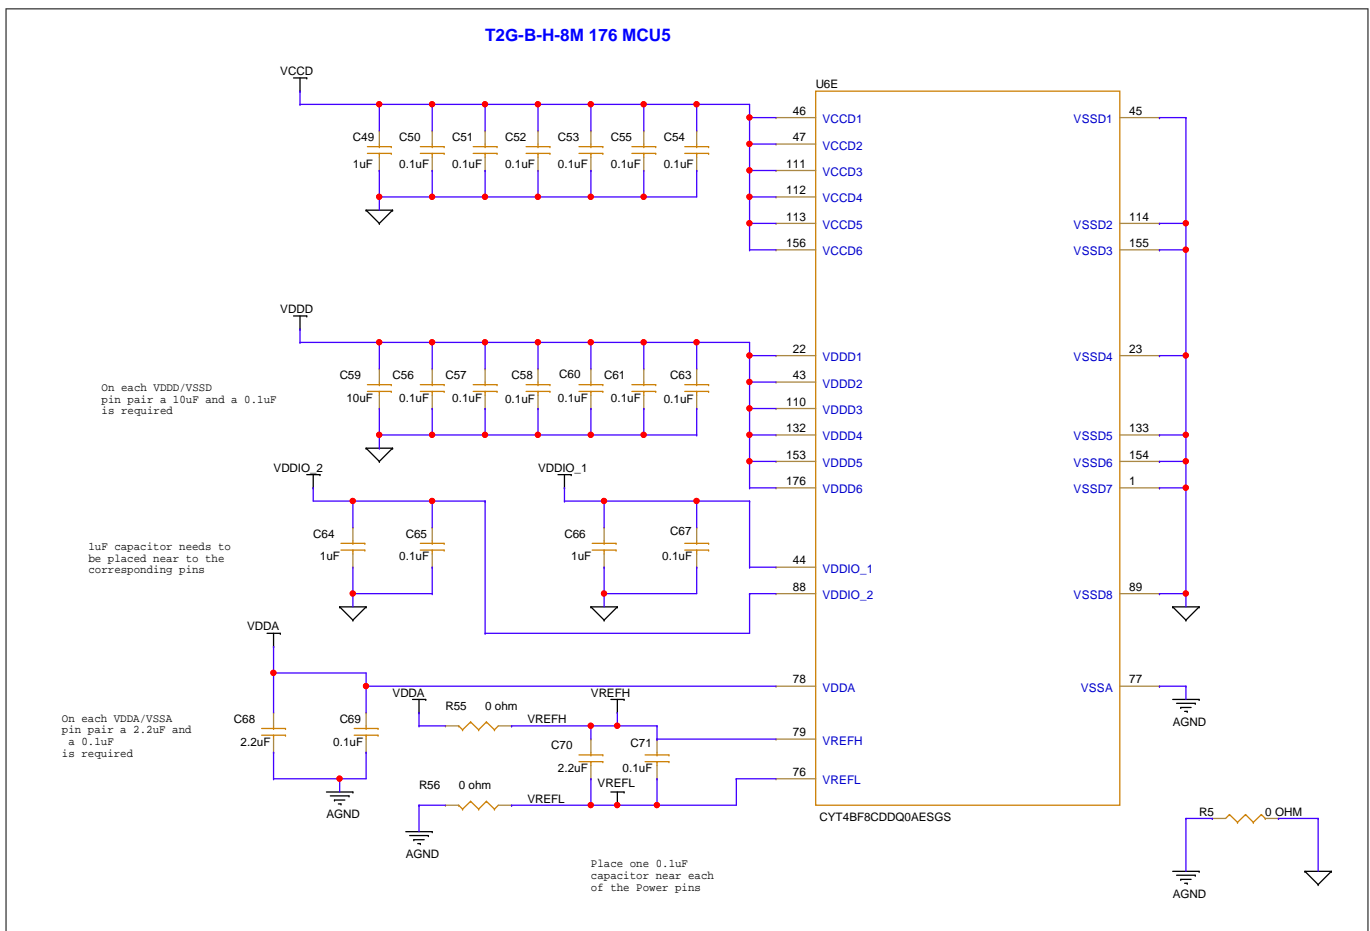 T2G-B-H-8M 176 MCU5
VCCD
U6E
C49 C50 C51 C52 C53 C55 C54
1uF 0.1uF 0.1uF 0.1uF 0.1uF 0.1uF 0.1uF
46 VCCD1 VSSD1 45
47 VCCD2
111 VCCD3
112 VCCD4
113 VCCD5 VSSD2 114
156 VCCD6 VSSD3 155
VDDD
22 VDDD1 VSSD4 23
On each VDDD/VSSD
pin pair a 10uF and a 0.1uF
is required
C59 C56 C57 C58 C60 C61 C63
10uF 0.1uF 0.1uF 0.1uF 0.1uF 0.1uF 0.1uF
43 VDDD2
110 VDDD3
132 VDDD4 VSSD5 133
153 VDDD5 VSSD6 154
176 VDDD6 VSSD7 1
VDDIO_2 VDDIO_1
1uF capacitor needs to
be placed near to the
corresponding pins
C64 C65 C66 C67
1uF 0.1uF 1uF 0.1uF
44 VDDIO_1
88 VDDIO_2 VSSD8 89
VDDA
78 VDDA VSSA 77
AGND
On each VDDA/VSSA
pin pair a 2.2uF and
a 0.1uF
is required
C68 C69
2.2uF 0.1uF
AGND
VDDA R55 0 ohm VREFH VREFH
79 VREFH
C70 C71
2.2uF 0.1uF
76 VREFL
R56 0 ohm VREFL VREFL
AGND
CYT4BF8CDDQ0AESGS
R5 0 OHM
AGND
Place one 0.1uF
capacitor near each
of the Power pins